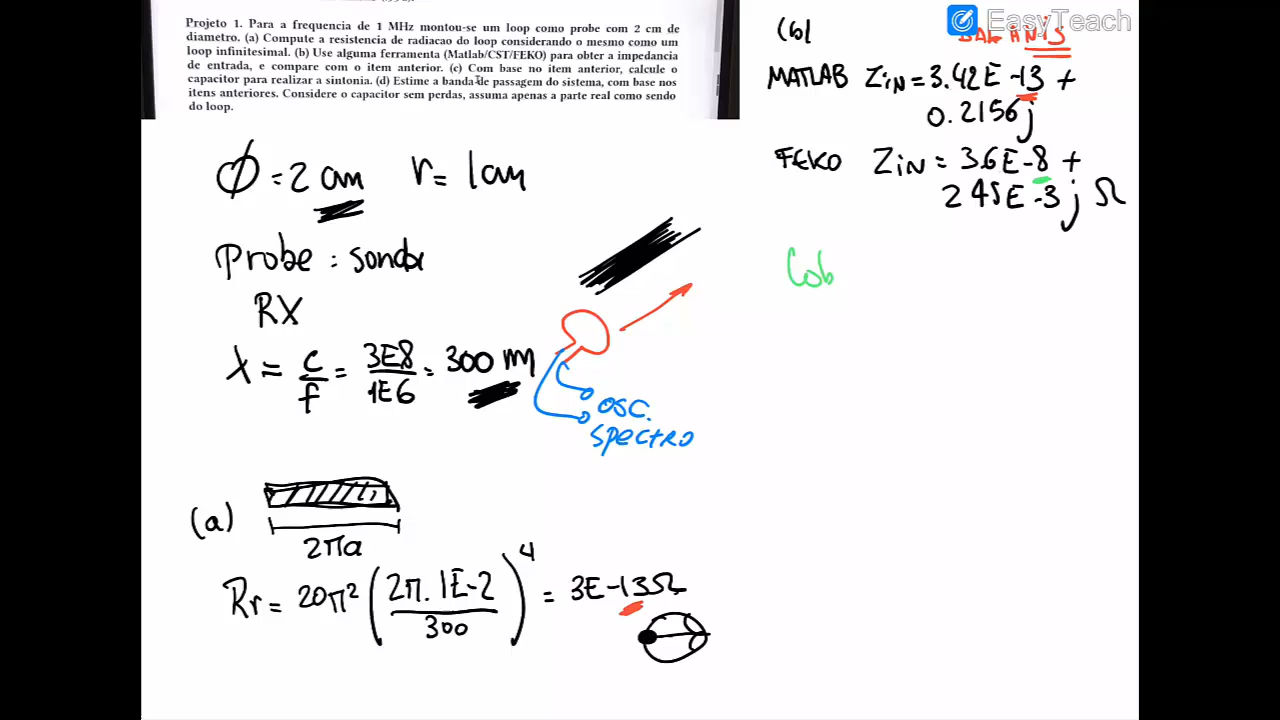 Projeto 1. Para a frequencia de 1 MHz montou-se um loop como probe com 2 cm de
diametro. (a) Compute a resistencia de radiacao do loop considerando o mesmo como um
loop infinitesimal. (b) Use alguma ferramenta (Matlab/CST/FEKO) para obter a impedancia
de entrada, e compare com o item anterior. (c) Com base no item anterior, calcule o
capacitor para realizar a sintonia. (d) Estime a banda de passagem do sistema, com base nos
itens anteriores. Considere o capacitor sem perdas, assuma apenas a parte real como sendo
do loop.
Ø = 2 cm r = 1 cm
probe : sonda
RX
λ = c/f = 3E8/1E6 = 300 m
OSC.
SPECTRO
(a)
2πa
Rr = 20π² (2π. 1E-2/300)⁴ = 3E-13Ω
EasyTeach
(b) BALANIS
MATLAB ZiN = 3.42E-13 +
0.2156j
FEKO ZiN = 3.6E-8 +
245E-3j Ω
Cob